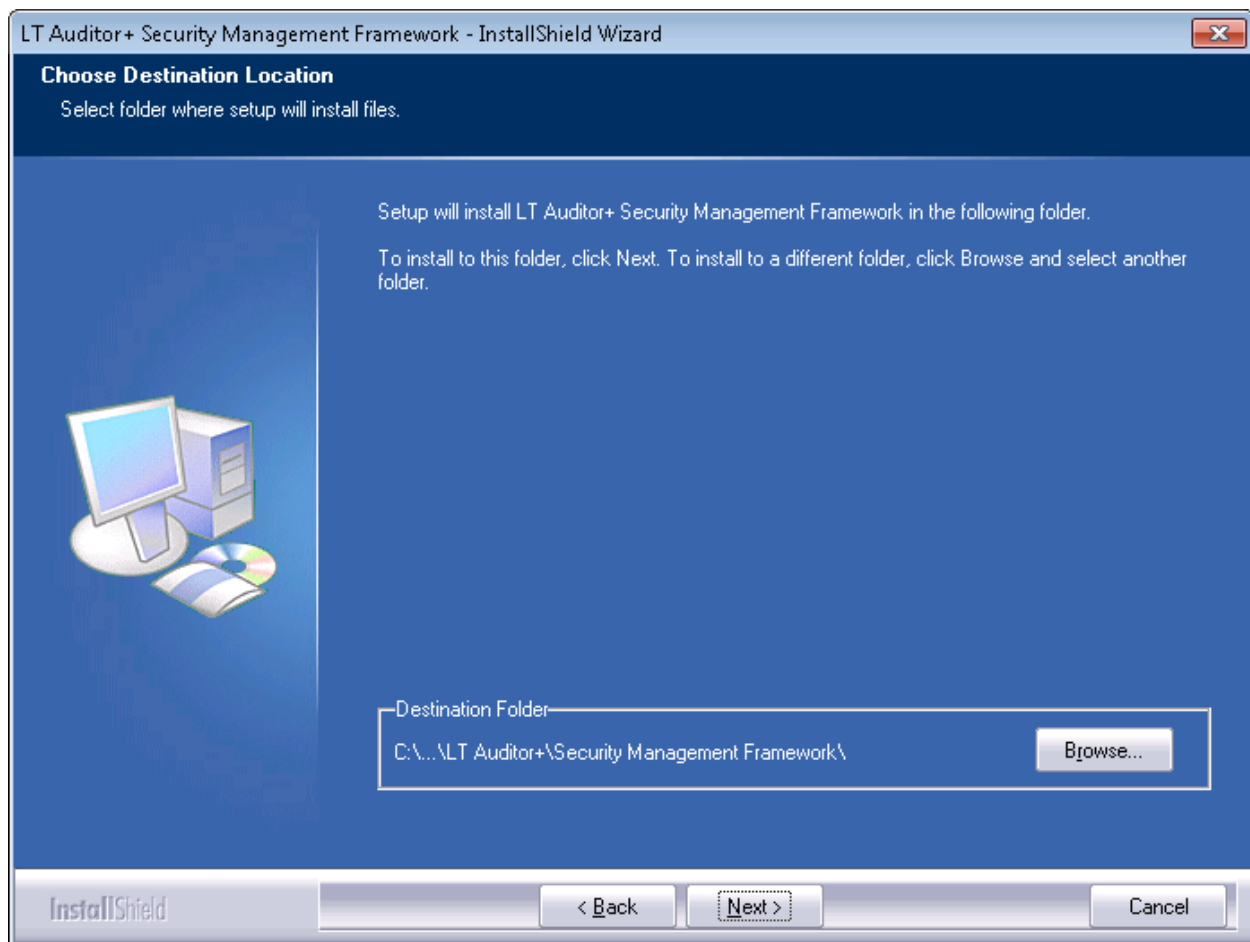 LT Auditor+ Security Management Framework - InstallShield Wizard
Choose Destination Location
Select folder where setup will install files.
Setup will install LT Auditor+ Security Management Framework in the following folder.
To install to this folder, click Next. To install to a different folder, click Browse and select another
folder.
Destination Folder
C:\...\LT Auditor+\Security Management Framework\
Browse...
InstallShield
< Back
Next >
Cancel